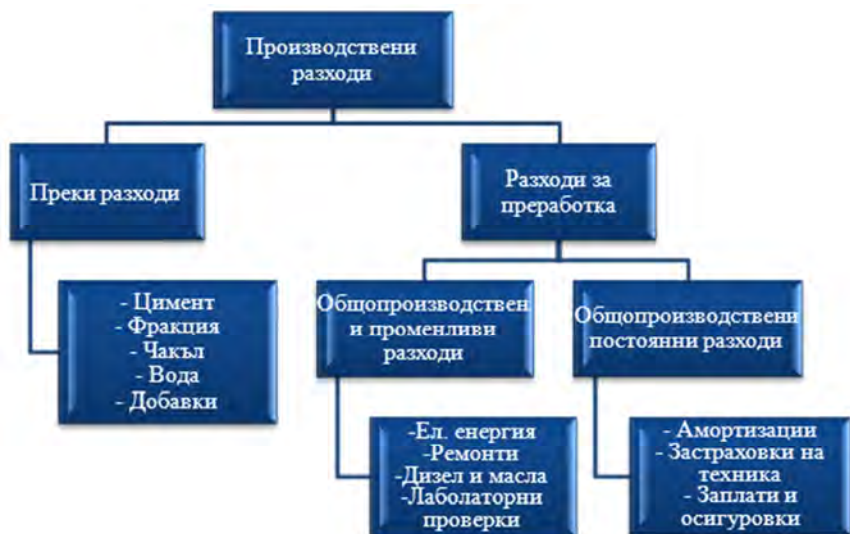 Производствени
разходи
Преки разходи
Разходи за
преработка
- Цимент
- Фракция
- Чакъл
- Вода
- Добавки
Общопроизводствен
и променливи
разходи
Общопроизводствени
постоянни разходи
-Ел. енергия
-Ремонти
-Дизел и масла
-Лаболаторни
проверки
- Амортизации
- Застраховки на
техника
- Заплати и
осигуровки